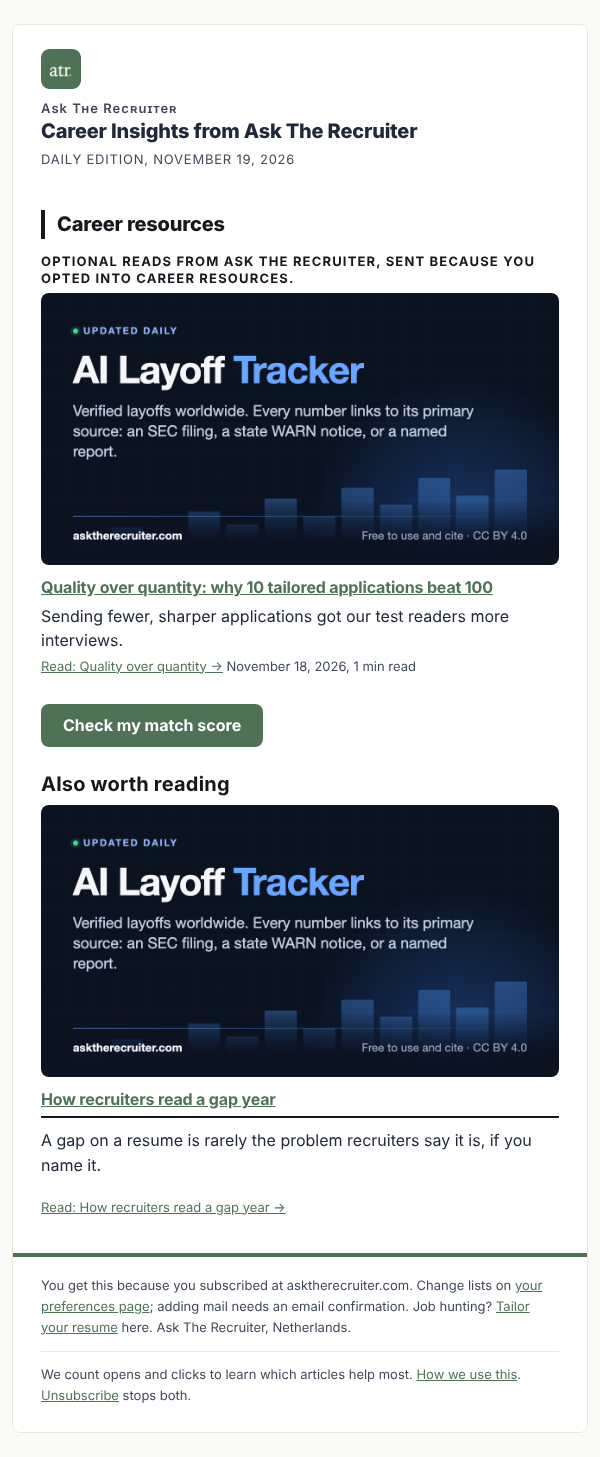 atr.
Ask The Recruiter
Career Insights from Ask The Recruiter
DAILY EDITION, NOVEMBER 19, 2026
Career resources
OPTIONAL READS FROM ASK THE RECRUITER, SENT BECAUSE YOU
OPTED INTO CAREER RESOURCES.
UPDATED DAILY
AI Layoff Tracker
Verified layoffs worldwide. Every number links to its primary
source: an SEC filing, a state WARN notice, or a named
report.
asktherecruiter.com Free to use and cite · CC BY 4.0
Quality over quantity: why 10 tailored applications beat 100
Sending fewer, sharper applications got our test readers more
interviews.
Read: Quality over quantity → November 18, 2026, 1 min read
Check my match score
Also worth reading
UPDATED DAILY
AI Layoff Tracker
Verified layoffs worldwide. Every number links to its primary
source: an SEC filing, a state WARN notice, or a named
report.
asktherecruiter.com Free to use and cite · CC BY 4.0
How recruiters read a gap year
A gap on a resume is rarely the problem recruiters say it is, if you
name it.
Read: How recruiters read a gap year →
You get this because you subscribed at asktherecruiter.com. Change lists on your
preferences page; adding mail needs an email confirmation. Job hunting? Tailor
your resume here. Ask The Recruiter, Netherlands.
We count opens and clicks to learn which articles help most. How we use this.
Unsubscribe stops both.